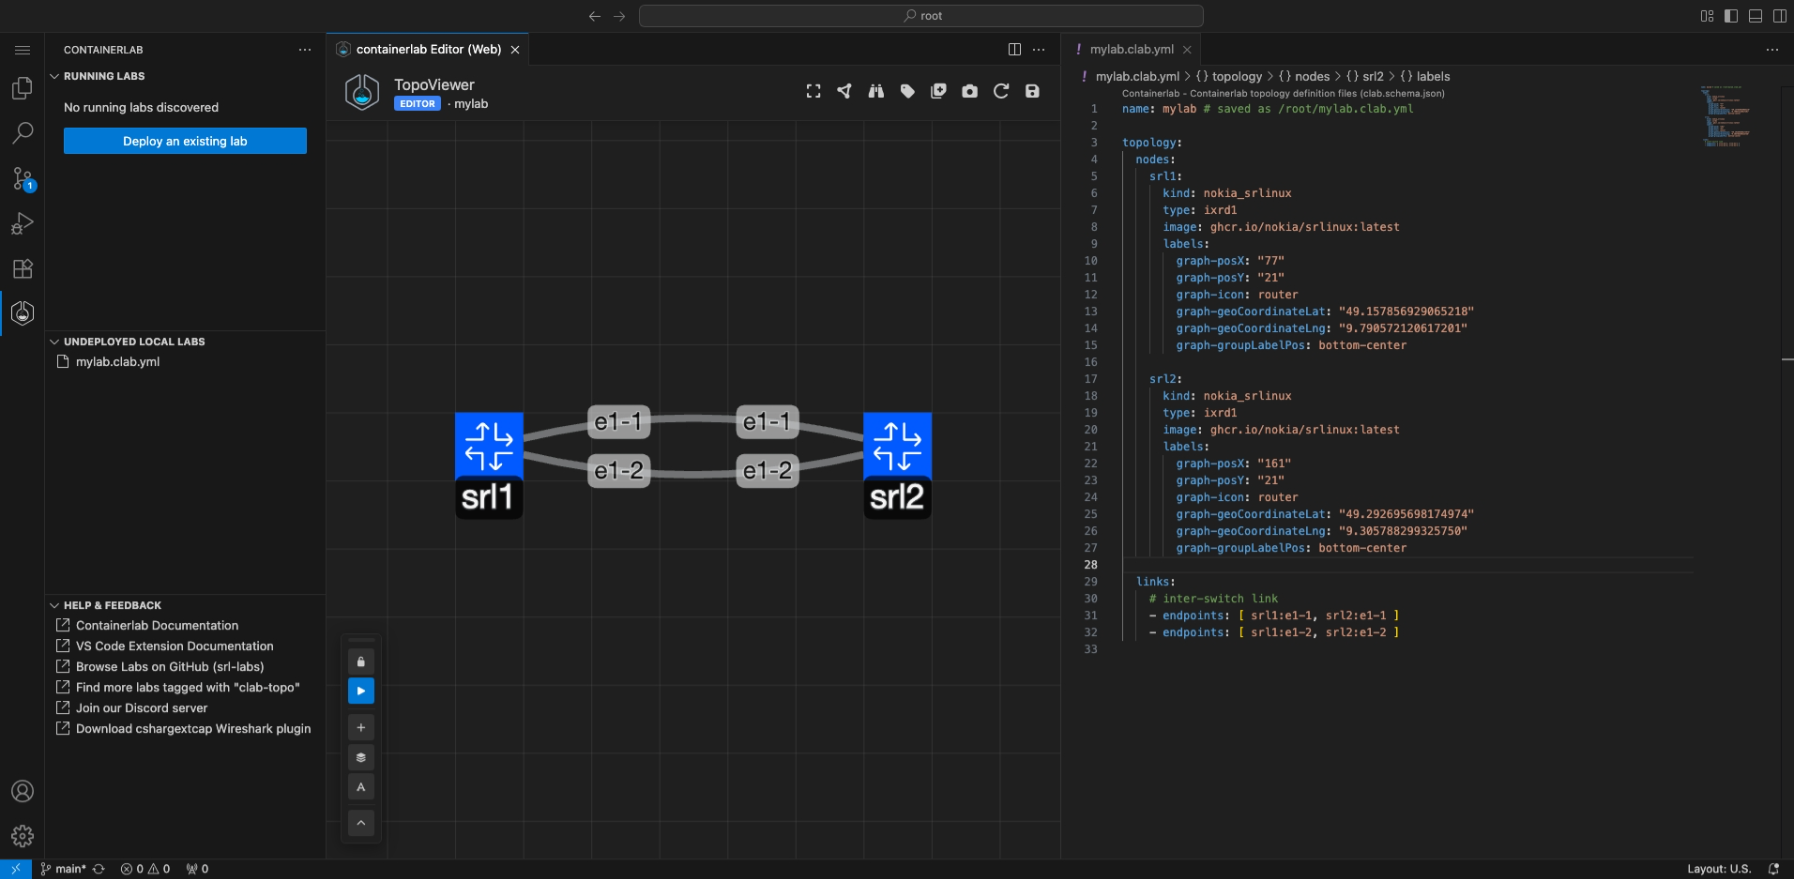 root
CONTAINERLAB
RUNNING LABS
No running labs discovered
Deploy an existing lab
UNDEPLOYED LOCAL LABS
mylab.clab.yml
HELP & FEEDBACK
Containerlab Documentation
VS Code Extension Documentation
Browse Labs on GitHub (srl-labs)
Find more labs tagged with "clab-topo"
Join our Discord server
Download cshargextcap Wireshark plugin
containerlab Editor (Web)
TopoViewer
EDITOR · mylab
e1-1 e1-1
e1-2 e1-2
srl1 srl2
A
mylab.clab.yml
mylab.clab.yml > {} topology > {} nodes > {} srl2 > {} labels
Containerlab - Containerlab topology definition files (clab.schema.json)
1 name: mylab # saved as /root/mylab.clab.yml
2
3 topology:
4 nodes:
5 srl1:
6 kind: nokia_srlinux
7 type: ixrd1
8 image: ghcr.io/nokia/srlinux:latest
9 labels:
10 graph-posX: "77"
11 graph-posY: "21"
12 graph-icon: router
13 graph-geoCoordinateLat: "49.157856929065218"
14 graph-geoCoordinateLng: "9.790572120617201"
15 graph-groupLabelPos: bottom-center
16
17 srl2:
18 kind: nokia_srlinux
19 type: ixrd1
20 image: ghcr.io/nokia/srlinux:latest
21 labels:
22 graph-posX: "161"
23 graph-posY: "21"
24 graph-icon: router
25 graph-geoCoordinateLat: "49.292695698174974"
26 graph-geoCoordinateLng: "9.305788299325750"
27 graph-groupLabelPos: bottom-center
28
29 links:
30 # inter-switch link
31 - endpoints: [ srl1:e1-1, srl2:e1-1 ]
32 - endpoints: [ srl1:e1-2, srl2:e1-2 ]
33
1
main* 0 0 0
Layout: U.S.